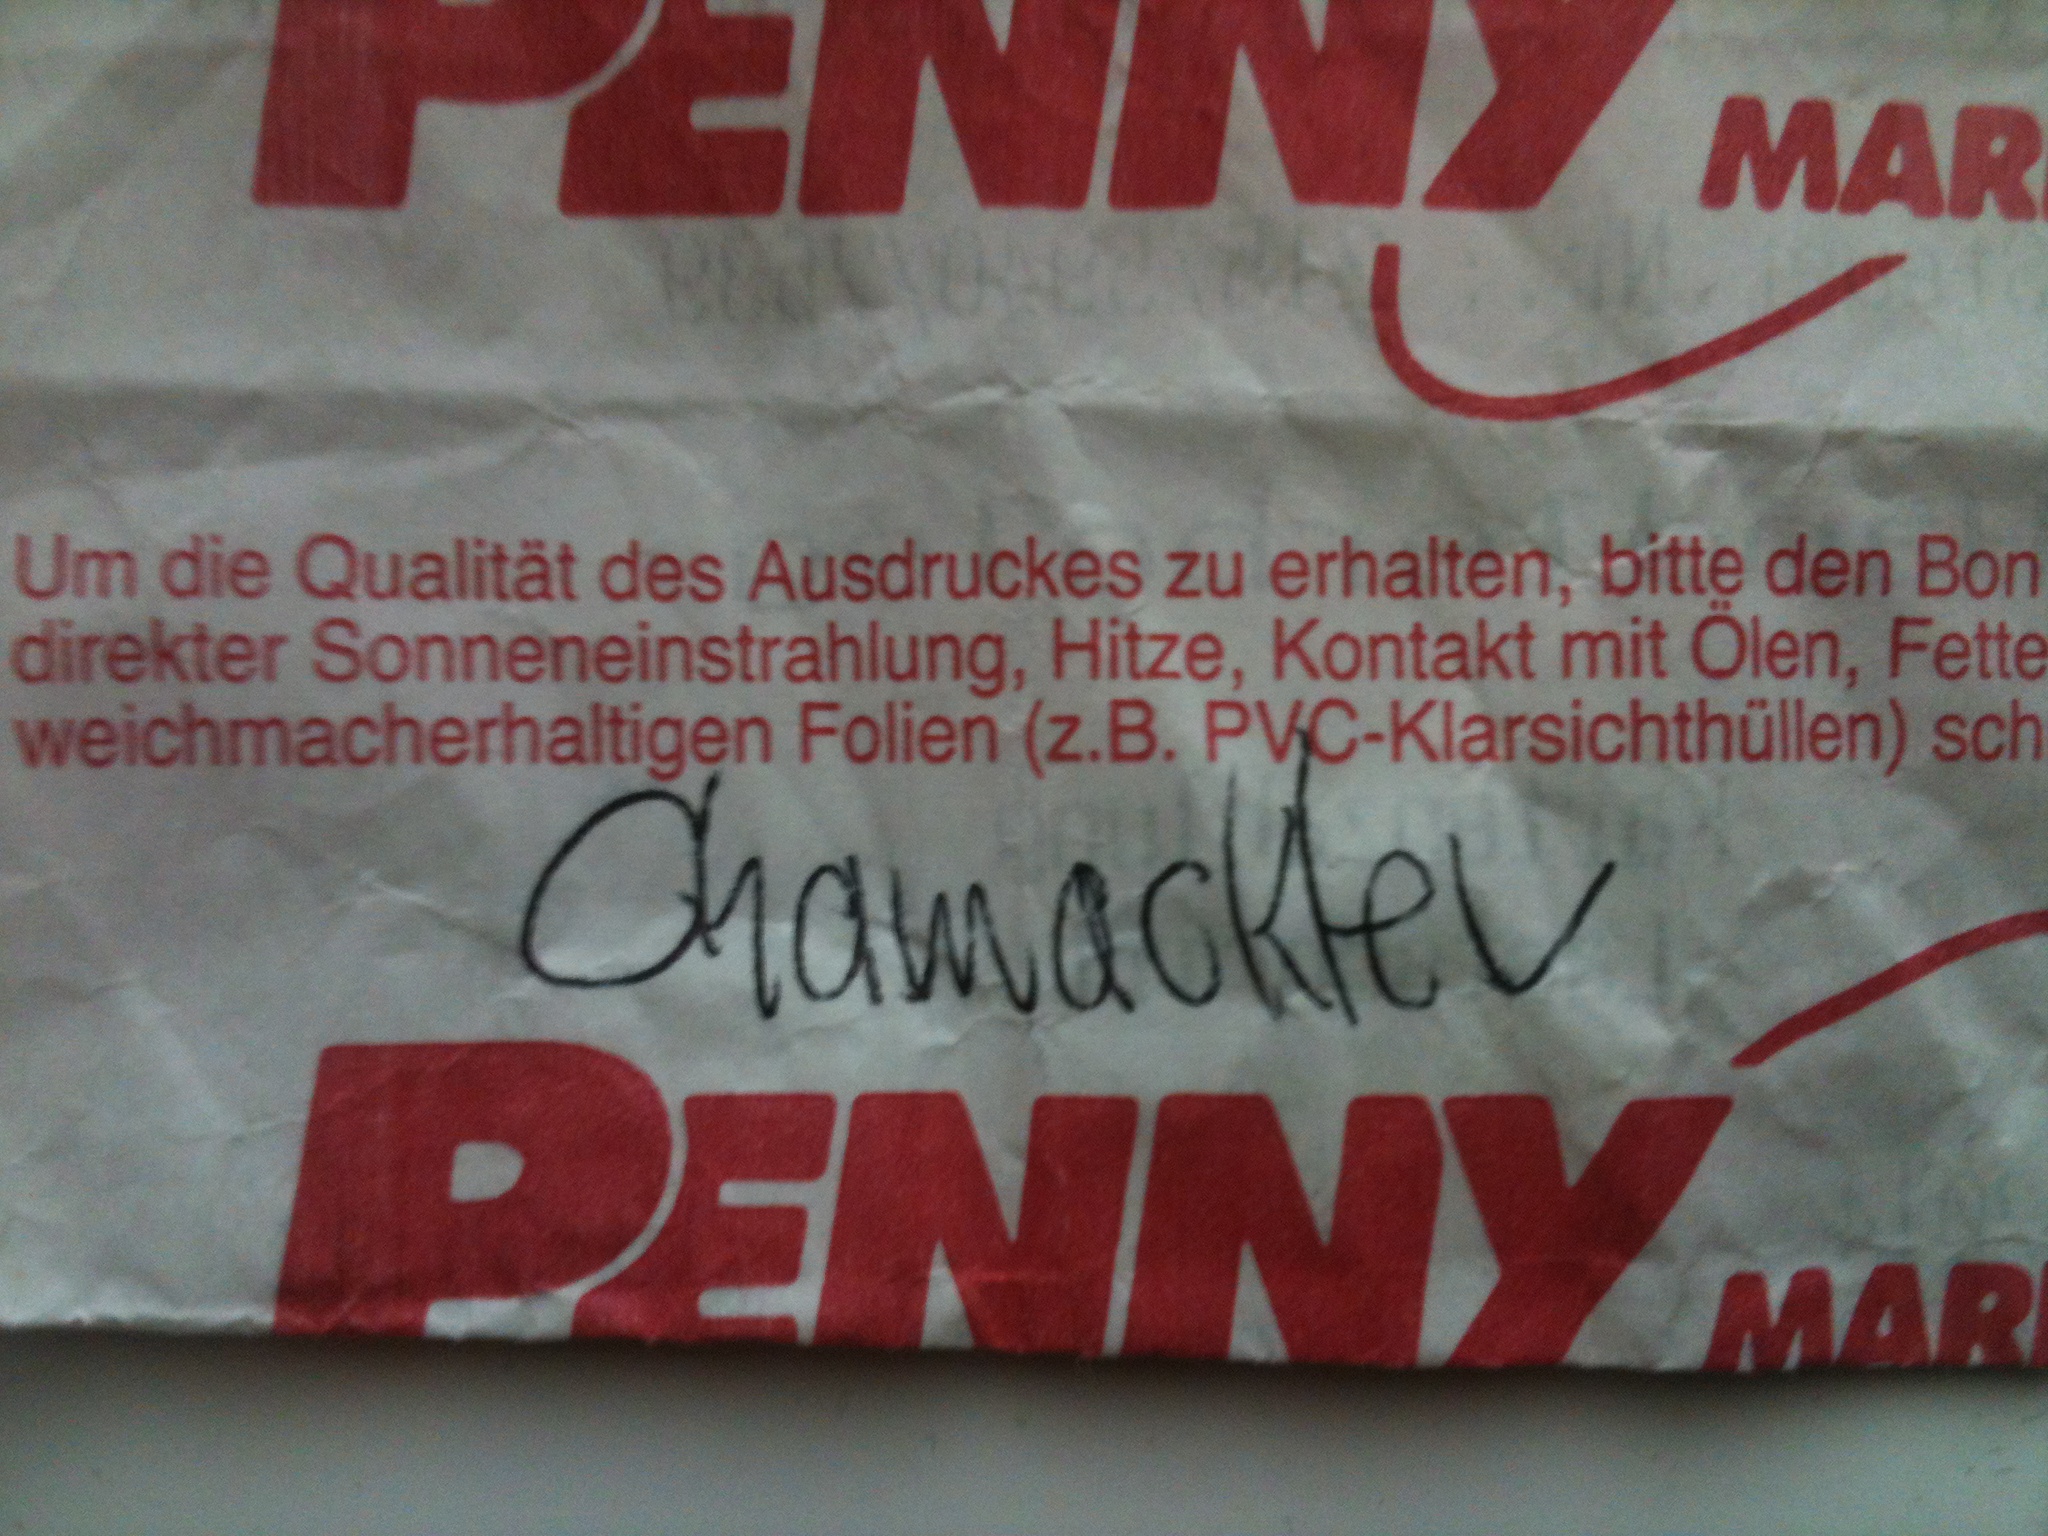 PENNY MAR
Um die Qualität des Ausdruckes zu erhalten, bitte den Bon
direkter Sonneneinstrahlung, Hitze, Kontakt mit Ölen, Fette
weichmacherhaltigen Folien (z.B. PVC-Klarsichthüllen) sch
Chamackter
PENNY MAR